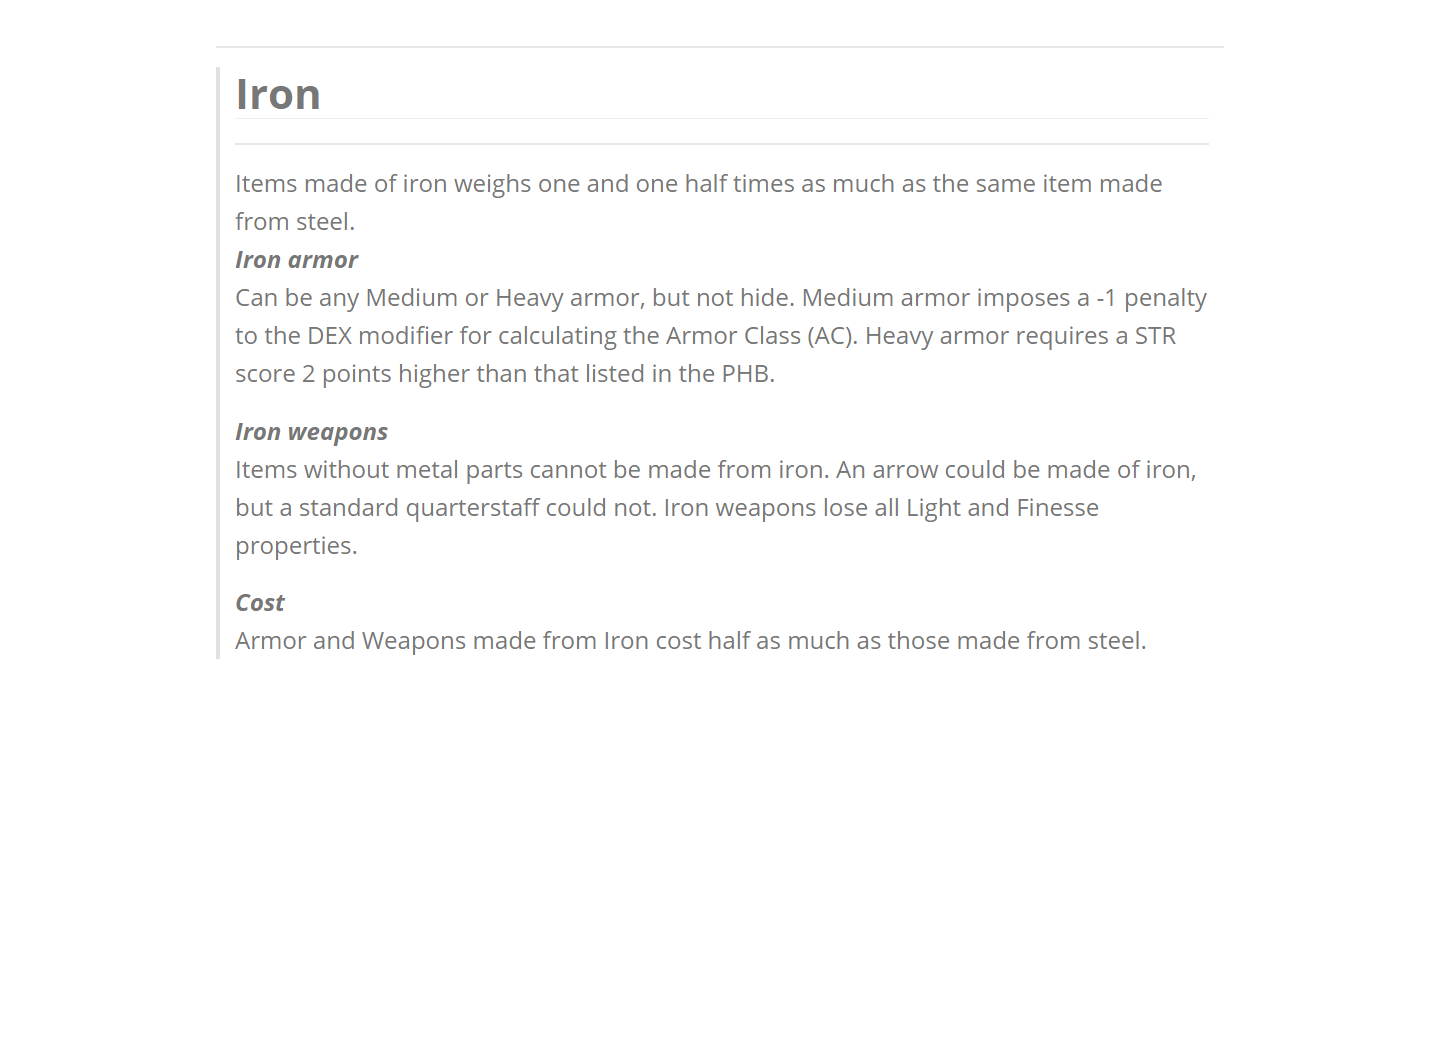 Iron
Items made of iron weighs one and one half times as much as the same item made
from steel.
Iron armor
Can be any Medium or Heavy armor, but not hide. Medium armor imposes a -1 penalty
to the DEX modifier for calculating the Armor Class (AC). Heavy armor requires a STR
score 2 points higher than that listed in the PHB.
Iron weapons
Items without metal parts cannot be made from iron. An arrow could be made of iron,
but a standard quarterstaff could not. Iron weapons lose all Light and Finesse
properties.
Cost
Armor and Weapons made from Iron cost half as much as those made from steel.